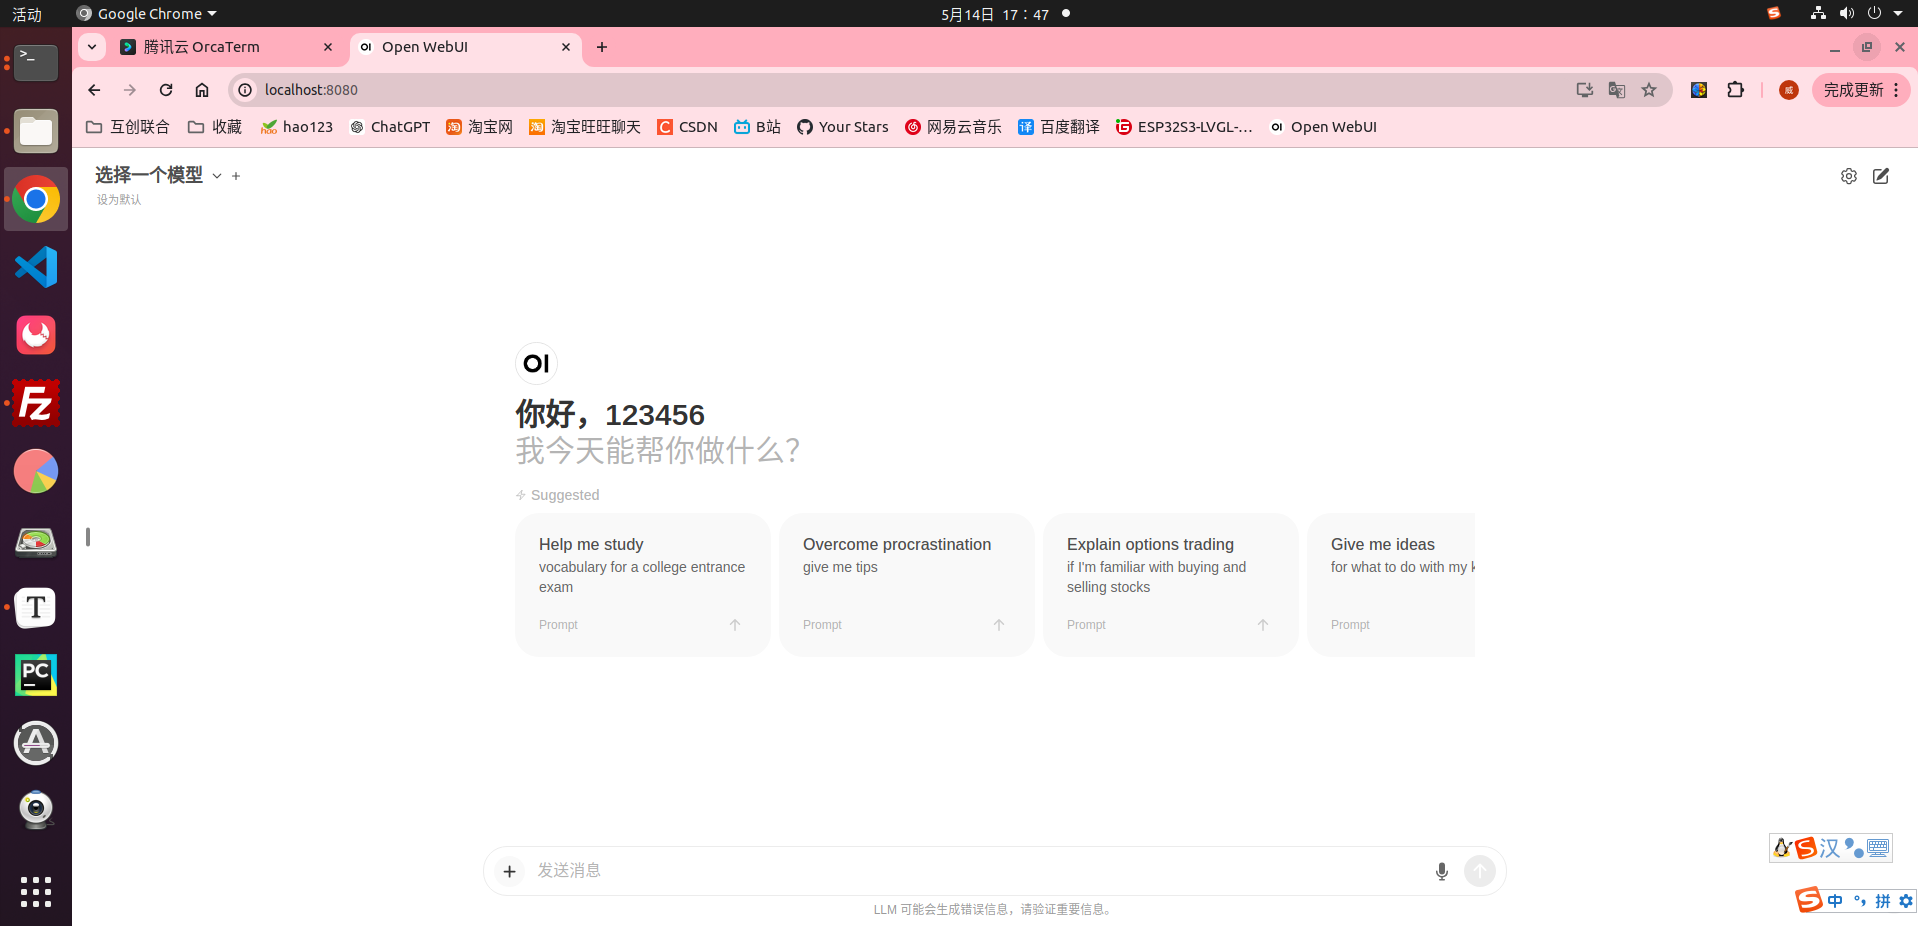 活动
Google Chrome
5月14日 17：47
腾讯云 OrcaTerm
OI Open WebUI
localhost:8080
完成更新
互创联合
收藏
hao123
ChatGPT
淘宝网
淘宝旺旺聊天
CSDN
B站
Your Stars
网易云音乐
译 百度翻译
ESP32S3-LVGL-...
OI Open WebUI
选择一个模型
设为默认
OI
你好，123456
我今天能帮你做什么？
Suggested
Help me study
vocabulary for a college entrance
exam
Prompt
Overcome procrastination
give me tips
Prompt
Explain options trading
if I'm familiar with buying and
selling stocks
Prompt
Give me ideas
for what to do with my k
Prompt
发送消息
LLM 可能会生成错误信息，请验证重要信息。
汉
中 °, 拼